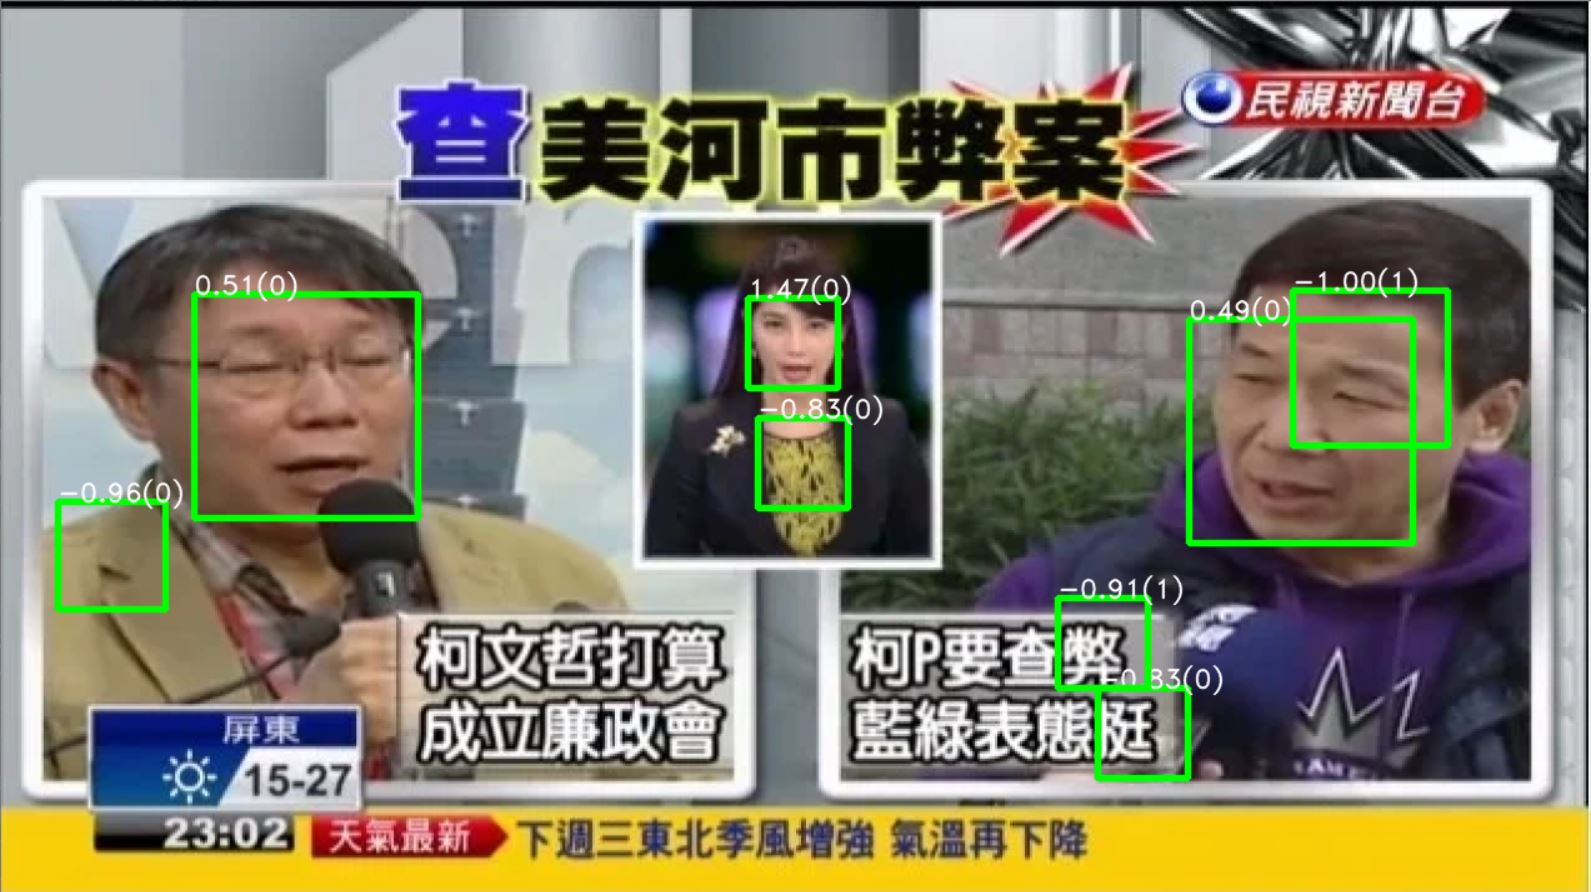 查美河市弊案
民視新聞台
0.51(0)
1.47(0)
-1.00(1)
0.49(0)
-0.83(0)
-0.96(0)
-0.91(1)
-0.83(0)
柯文哲打算
成立廉政會
柯P要查弊
藍綠表態挺
屏東
15-27
23:02
天氣最新
下週三東北季風增強 氣溫再下降